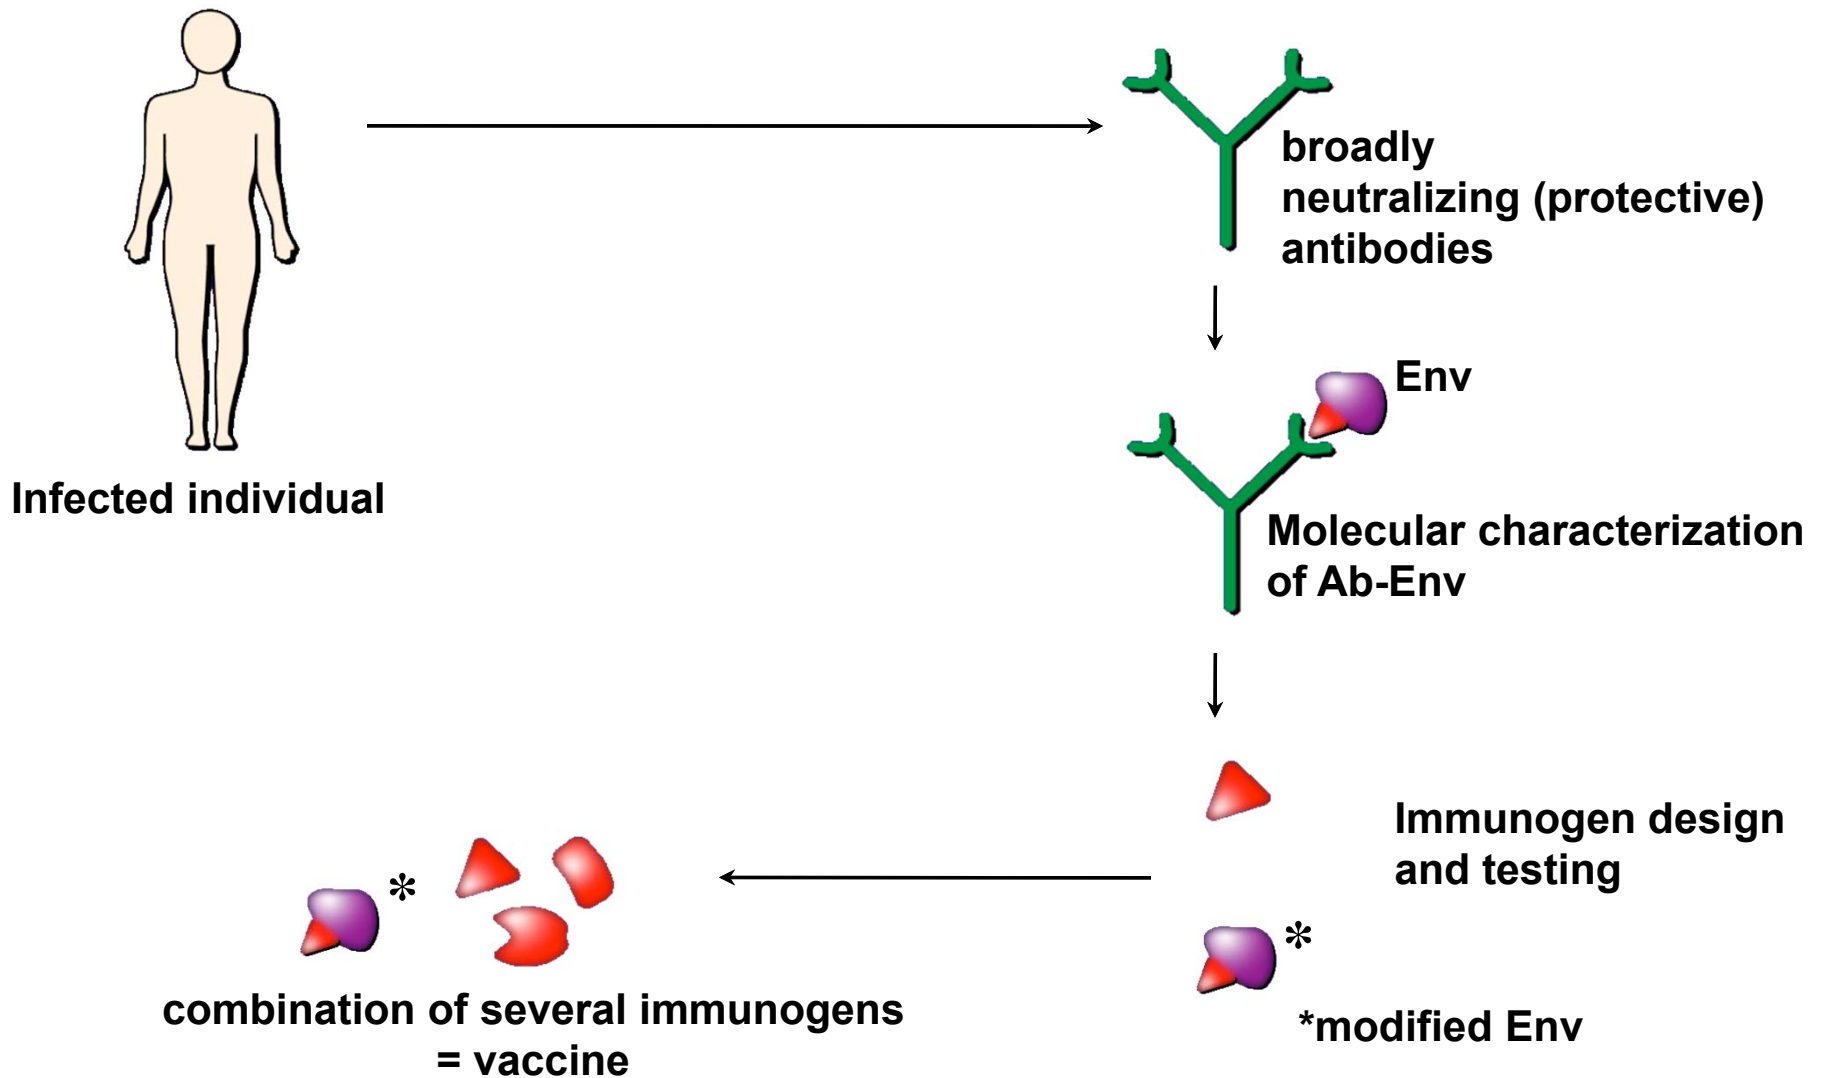 broadly
neutralizing (protective)
antibodies
Env
Infected individual
Molecular characterization
of Ab-Env
Immunogen design
and testing
*
*
combination of several immunogens
= vaccine
*modified Env